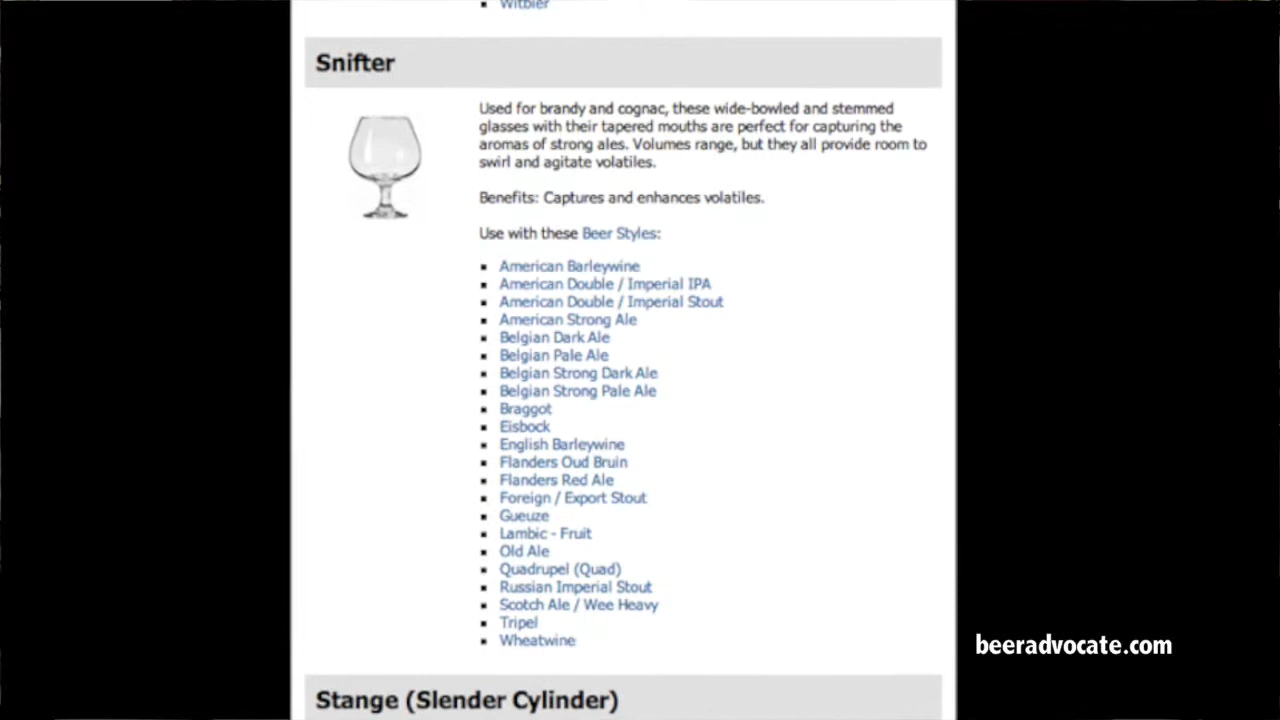 Witbier
Snifter
Used for brandy and cognac, these wide-bowled and stemmed
glasses with their tapered mouths are perfect for capturing the
aromas of strong ales. Volumes range, but they all provide room to
swirl and agitate volatiles.
Benefits: Captures and enhances volatiles.
Use with these Beer Styles:
American Barleywine
American Double / Imperial IPA
American Double / Imperial Stout
American Strong Ale
Belgian Dark Ale
Belgian Pale Ale
Belgian Strong Dark Ale
Belgian Strong Pale Ale
Braggot
Eisbock
English Barleywine
Flanders Oud Bruin
Flanders Red Ale
Foreign / Export Stout
Gueuze
Lambic - Fruit
Old Ale
Quadrupel (Quad)
Russian Imperial Stout
Scotch Ale / Wee Heavy
Tripel
Wheatwine
beeradvocate.com
Stange (Slender Cylinder)